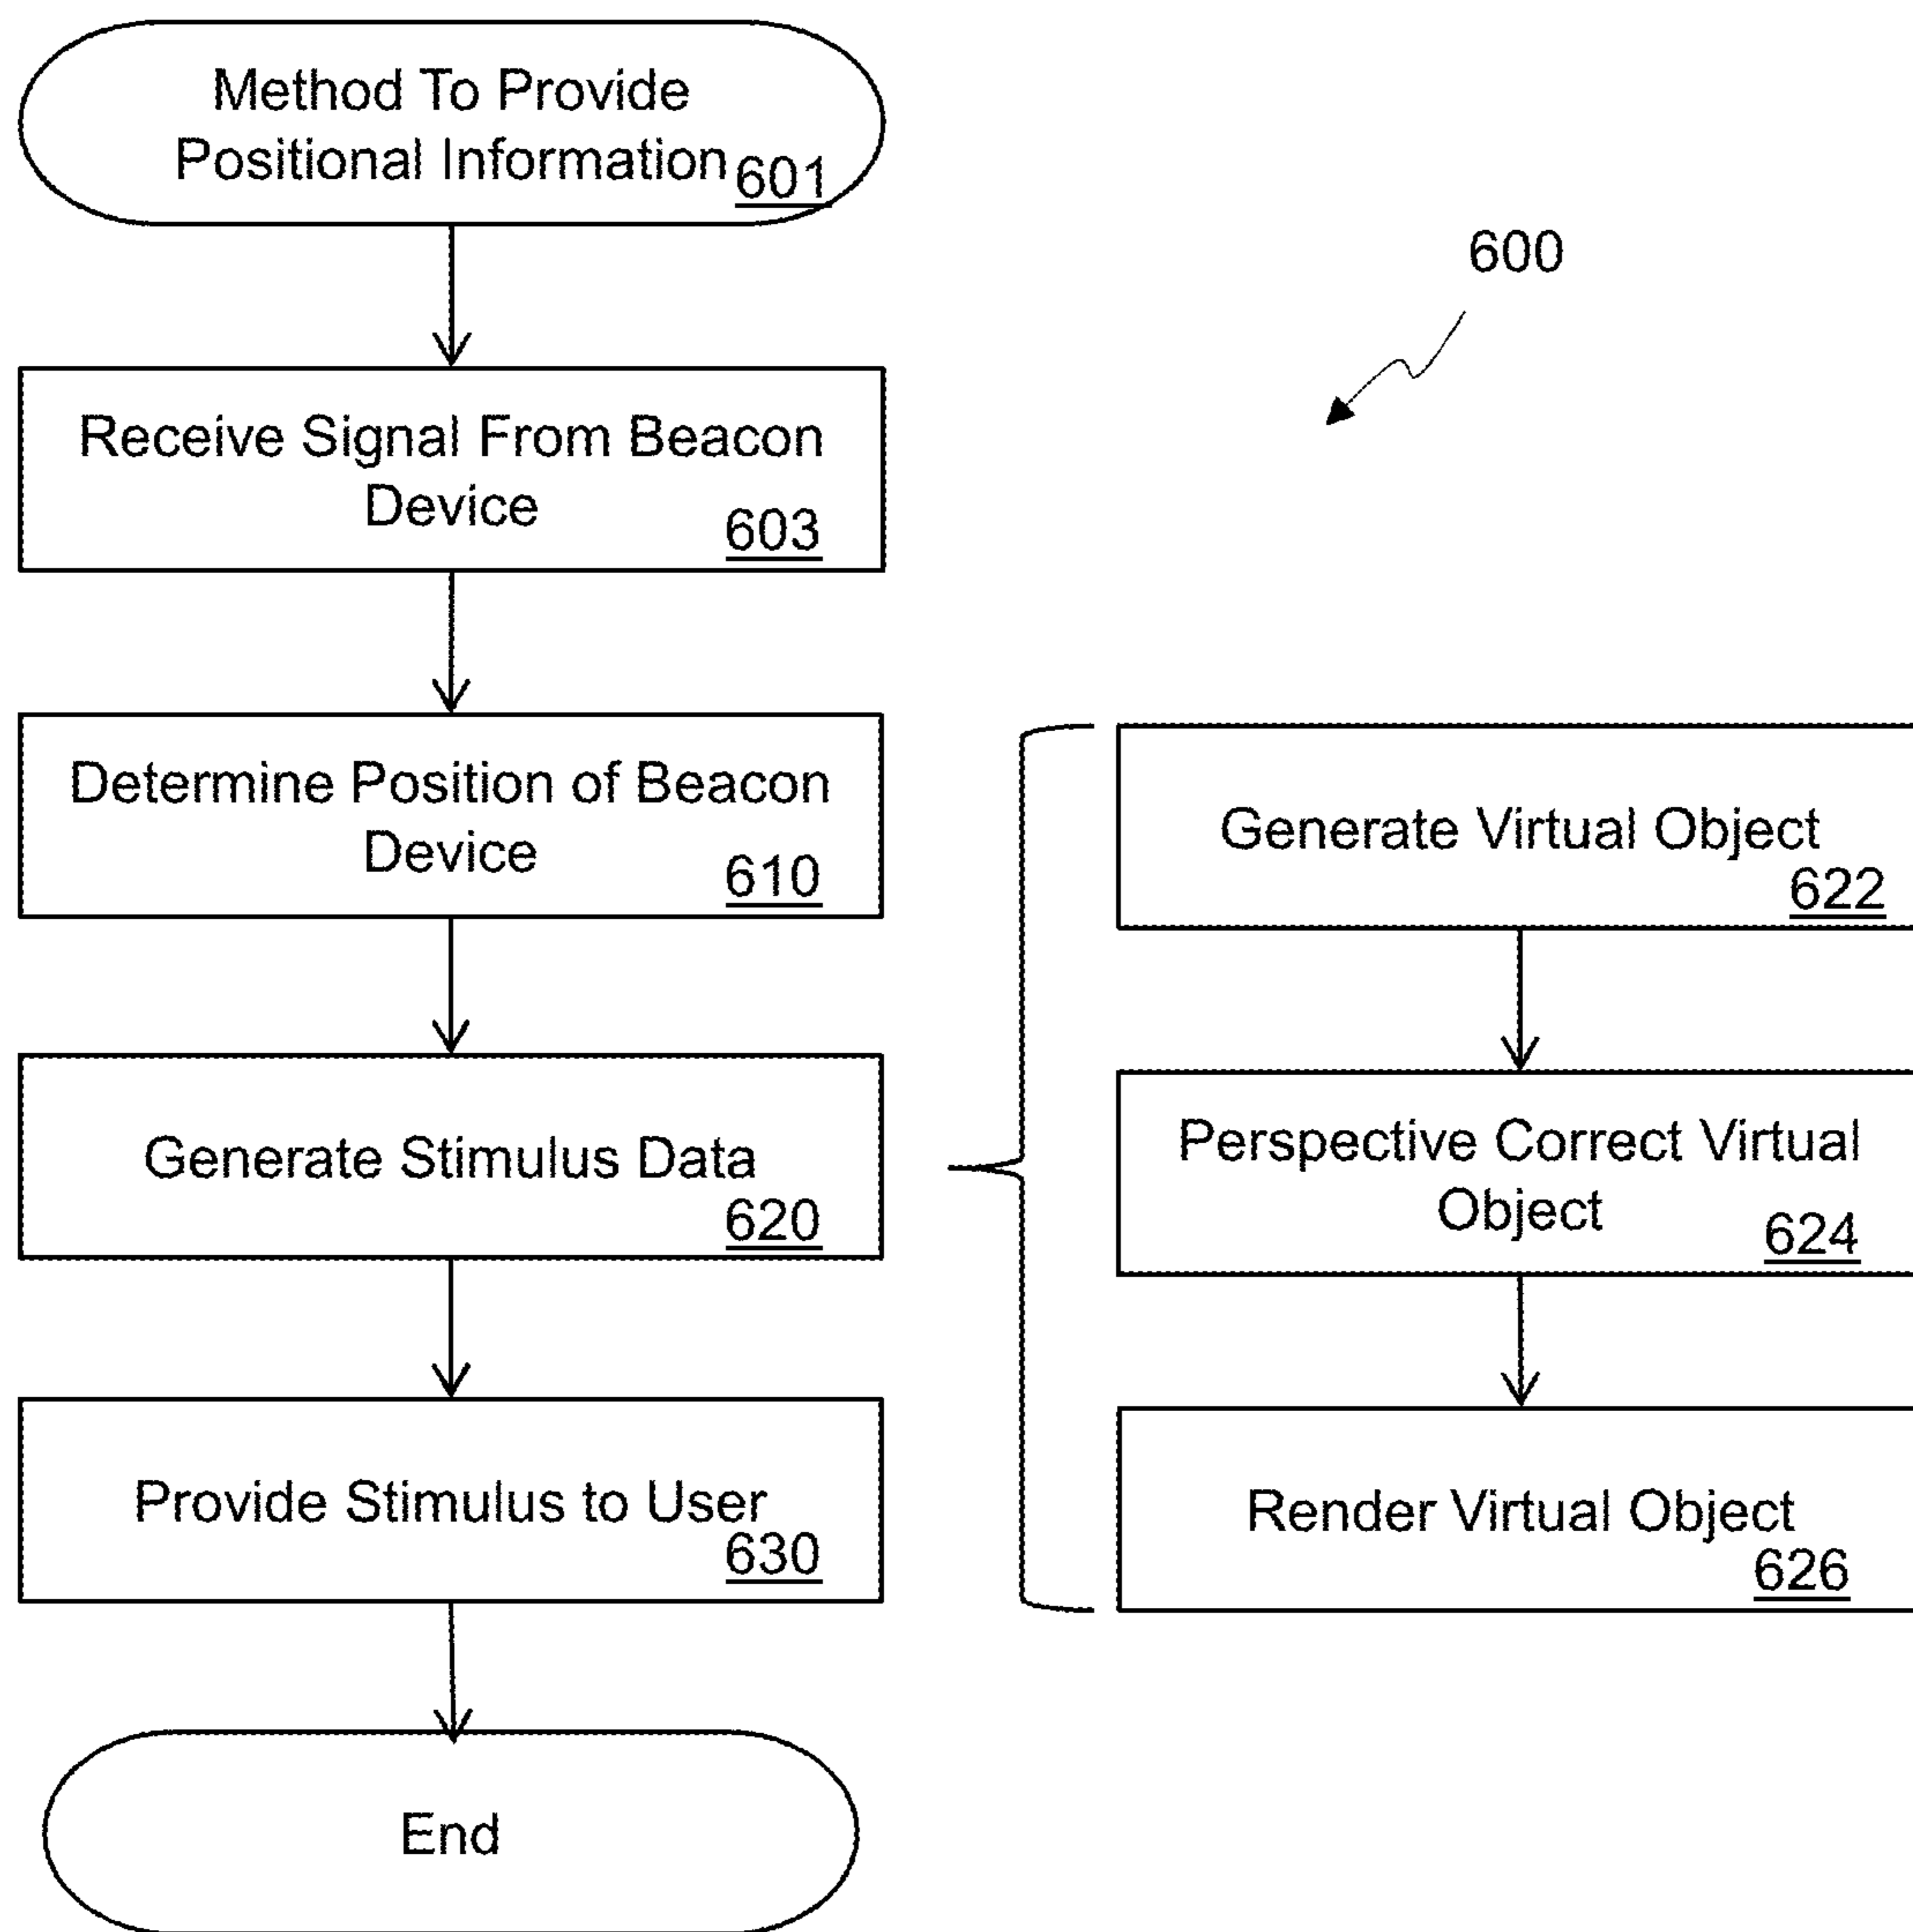 Method To Provide
Positional Information
601
600
Receive Signal From Beacon
Device
603
Determine Position of Beacon
Device
610
Generate Stimulus Data
620
Provide Stimulus to User
630
End
Generate Virtual Object
622
Perspective Correct Virtual
Object
624
Render Virtual Object
626